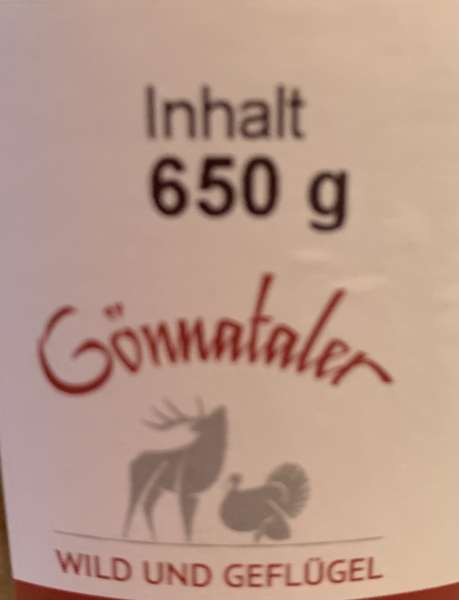 Inhalt
650 g
Gönnataler
WILD UND GEFLÜGEL